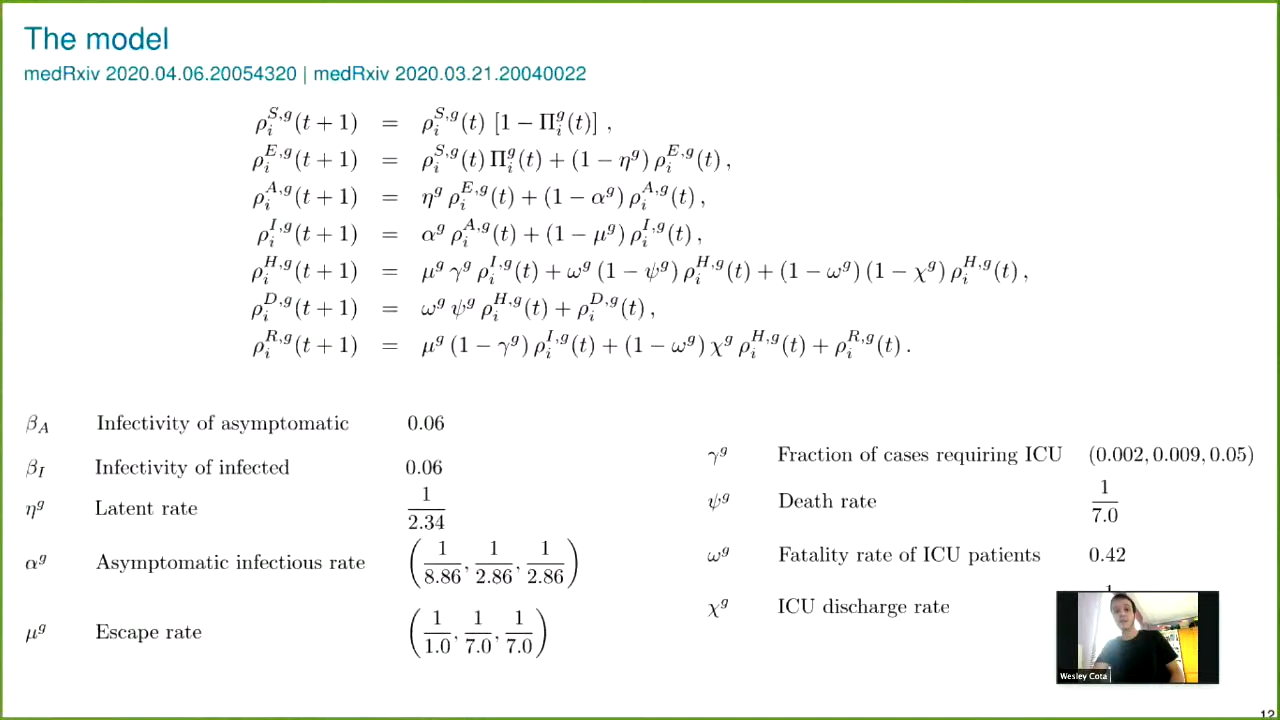 The model
medRxiv 2020.04.06.20054320 | medRxiv 2020.03.21.20040022
ρ_i^{S,g}(t + 1) = ρ_i^{S,g}(t) [1 − Π_i^g(t)] ,
ρ_i^{E,g}(t + 1) = ρ_i^{S,g}(t) Π_i^g(t) + (1 − η^g) ρ_i^{E,g}(t) ,
ρ_i^{A,g}(t + 1) = η^g ρ_i^{E,g}(t) + (1 − α^g) ρ_i^{A,g}(t) ,
ρ_i^{I,g}(t + 1) = α^g ρ_i^{A,g}(t) + (1 − μ^g) ρ_i^{I,g}(t) ,
ρ_i^{H,g}(t + 1) = μ^g γ^g ρ_i^{I,g}(t) + ω^g (1 − ψ^g) ρ_i^{H,g}(t) + (1 − ω^g) (1 − χ^g) ρ_i^{H,g}(t) ,
ρ_i^{D,g}(t + 1) = ω^g ψ^g ρ_i^{H,g}(t) + ρ_i^{D,g}(t) ,
ρ_i^{R,g}(t + 1) = μ^g (1 − γ^g) ρ_i^{I,g}(t) + (1 − ω^g) χ^g ρ_i^{H,g}(t) + ρ_i^{R,g}(t) .
β_A Infectivity of asymptomatic 0.06
β_I Infectivity of infected 0.06
η^g Latent rate 1/2.34
α^g Asymptomatic infectious rate (1/8.86, 1/2.86, 1/2.86)
μ^g Escape rate (1/1.0, 1/7.0, 1/7.0)
γ^g Fraction of cases requiring ICU (0.002, 0.009, 0.05)
ψ^g Death rate 1/7.0
ω^g Fatality rate of ICU patients 0.42
χ^g ICU discharge rate
Wesley Cota
12